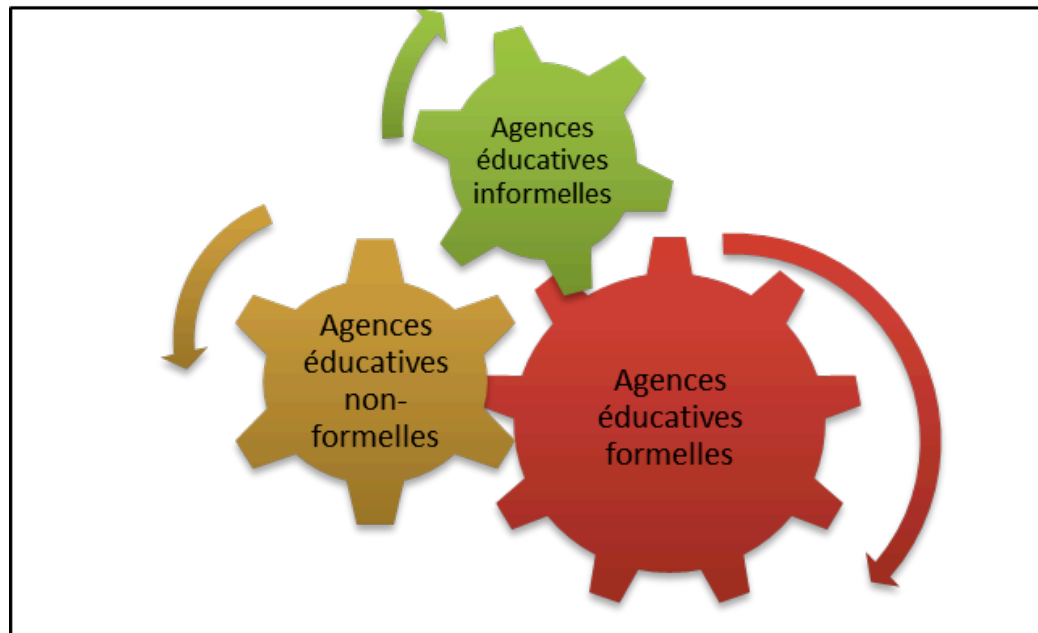 Agences
éducatives
informelles
Agences
éducatives
non-
formelles
Agences
éducatives
formelles